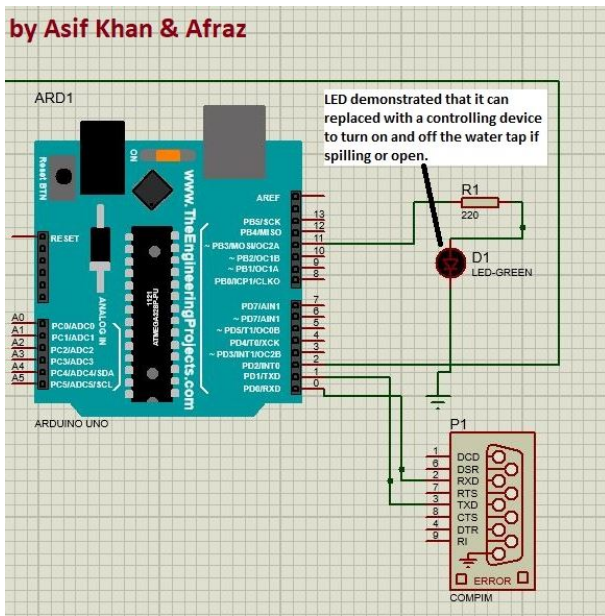 by Asif Khan & Afraz
ARD1
LED demonstrated that it can
replaced with a controlling device
to turn on and off the water tap if
spilling or open.
Reset BTN
ON
www.TheEngineeringProjects.com
AREF
PB5/SCK 13
PB4/MISO 12
~ PB3/MOSI/OC2A 11
~ PB2/OC1B 10
~ PB1/OC1A 9
PB0/ICP1/CLKO 8
RESET
ANALOG IN
1121
ATMEGA328P-PU
PD7/AIN1 7
~ PD7/AIN1 6
~ PD5/T1/OC0B 5
PD4/T0/XCK 4
~ PD3/INT1/OC2B 3
PD2/INT0 2
PD1/TXD 1
PD0/RXD 0
A0 PC0/ADC0
A1 PC1/ADC1
A2 PC2/ADC2
A3 PC3/ADC3
A4 PC4/ADC4/SDA
A5 PC5/ADC5/SCL
ARDUINO UNO
R1
220
D1
LED-GREEN
P1
1 DCD
6 DSR
2 RXD
7 RTS
3 TXD
8 CTS
4 DTR
9 RI
ERROR
COMPIM